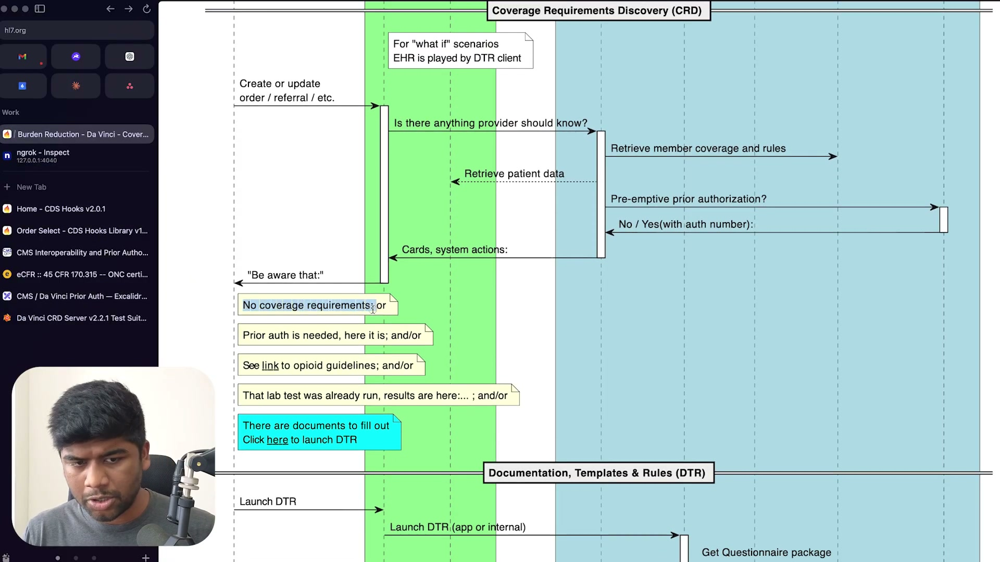 hl7.org
Work
Burden Reduction - Da Vinci - Cover...
ngrok - Inspect
127.0.0.1:4040
New Tab
Home - CDS Hooks v2.0.1
Order Select - CDS Hooks Library v1...
CMS Interoperability and Prior Autho...
eCFR :: 45 CFR 170.315 -- ONC certi...
CMS / Da Vinci Prior Auth — Excalidr...
Da Vinci CRD Server v2.2.1 Test Suit...
Coverage Requirements Discovery (CRD)
For "what if" scenarios
EHR is played by DTR client
Create or update
order / referral / etc.
Is there anything provider should know?
Retrieve member coverage and rules
Retrieve patient data
Pre-emptive prior authorization?
No / Yes(with auth number):
Cards, system actions:
"Be aware that:"
No coverage requirements; or
Prior auth is needed, here it is; and/or
See link to opioid guidelines; and/or
That lab test was already run, results are here:... ; and/or
There are documents to fill out
Click here to launch DTR
Documentation, Templates & Rules (DTR)
Launch DTR
Launch DTR (app or internal)
Get Questionnaire package